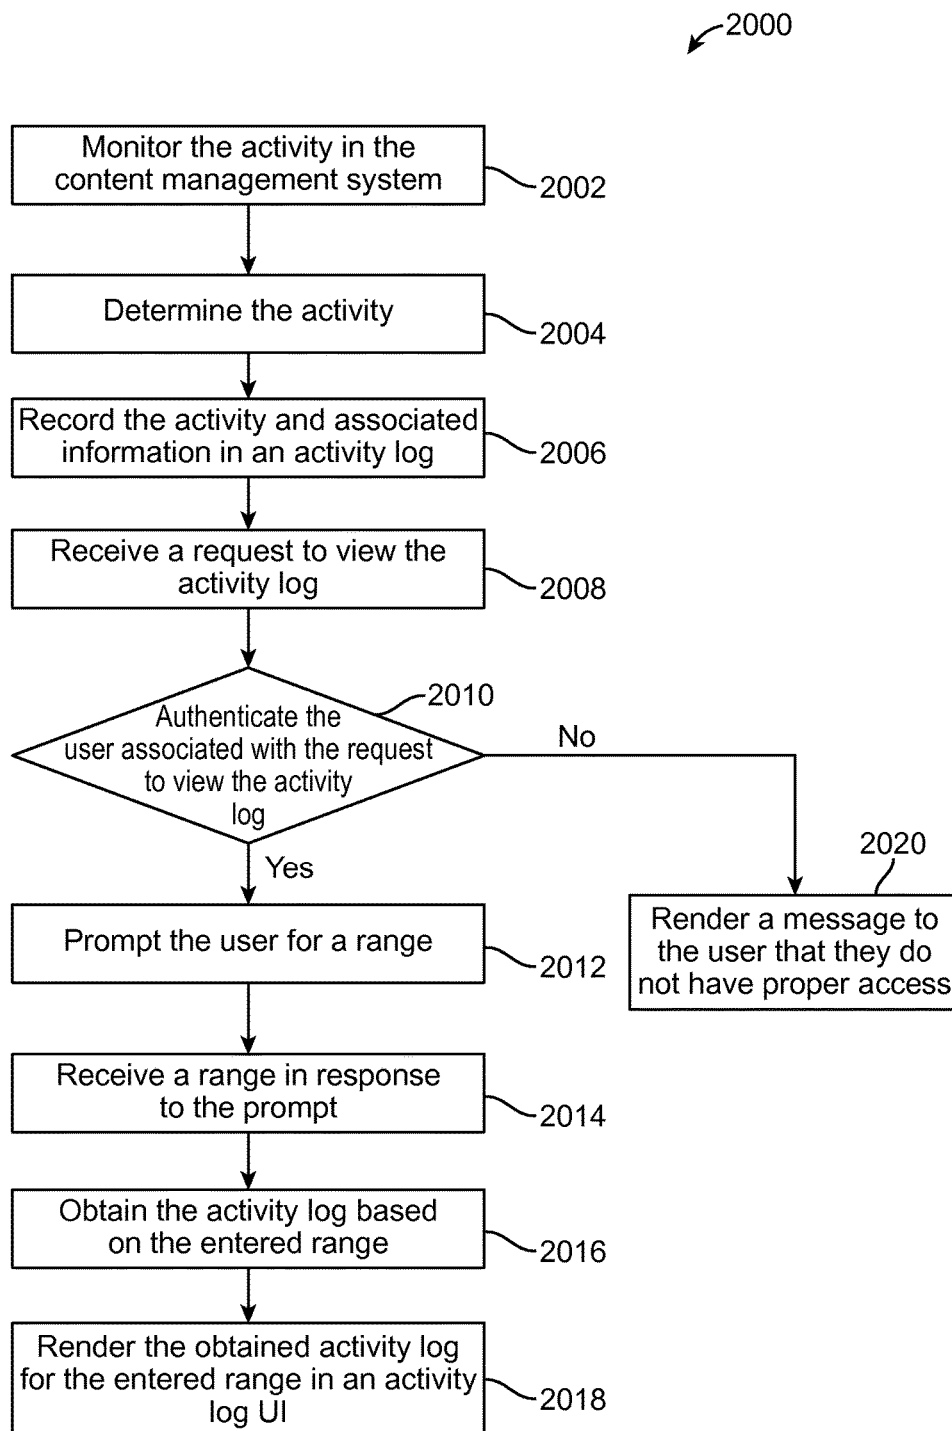 2000
Monitor the activity in the
content management system
2002
Determine the activity
2004
Record the activity and associated
information in an activity log
2006
Receive a request to view the
activity log
2008
2010
Authenticate the
user associated with the request
to view the activity
log
No
Yes
2020
Render a message to
the user that they do
not have proper access
Prompt the user for a range
2012
Receive a range in response
to the prompt
2014
Obtain the activity log based
on the entered range
2016
Render the obtained activity log
for the entered range in an activity
log UI
2018